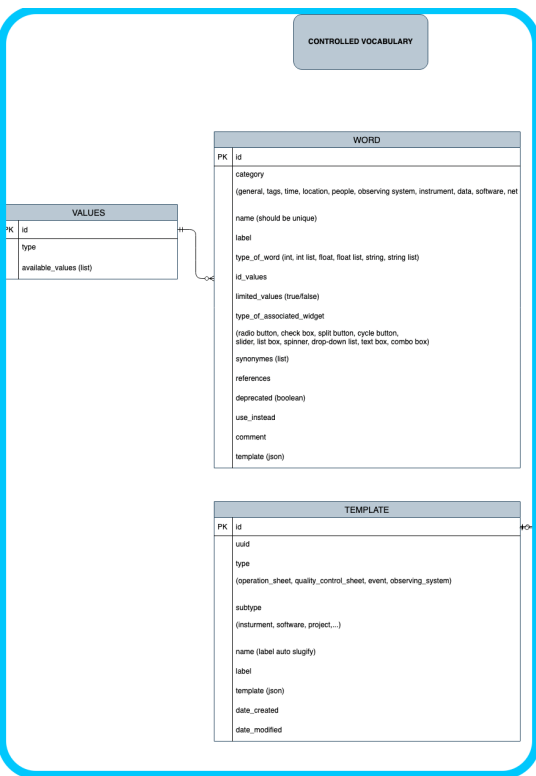 CONTROLLED VOCABULARY
WORD
PK id
category
(general, tags, time, location, people, observing system, instrument, data, software, net
name (should be unique)
label
type_of_word (int, int list, float, float list, string, string list)
id_values
limited_values (true/false)
type_of_associated_widget
(radio button, check box, split button, cycle button,
slider, list box, spinner, drop-down list, text box, combo box)
synonymes (list)
references
deprecated (boolean)
use_instead
comment
template (json)
VALUES
PK id
type
available_values (list)
TEMPLATE
PK id
uuid
type
(operation_sheet, quality_control_sheet, event, observing_system)
subtype
(insturment, software, project,...)
name (label auto slugify)
label
template (json)
date_created
date_modified